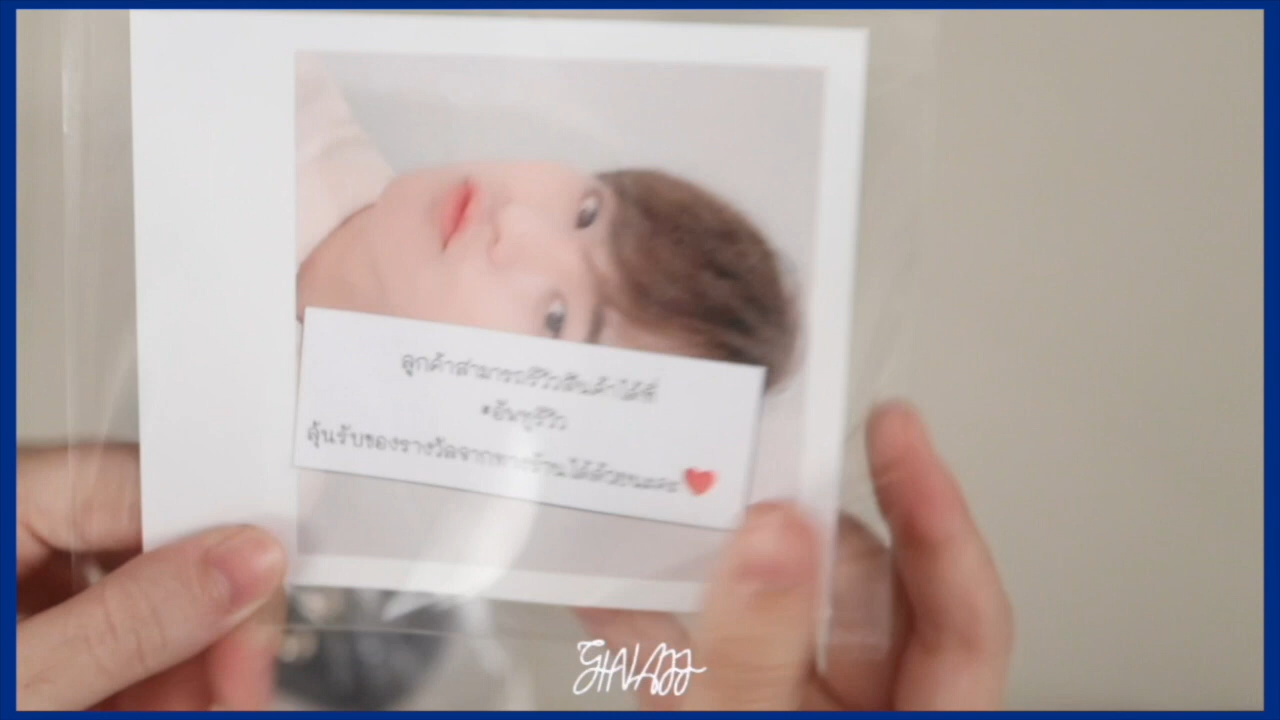 ลูกค้าสามารถรีวิวสินค้าได้ที่
ลุ้นรับของรางวัลจากทางร้านได้ด้วยนะคะ